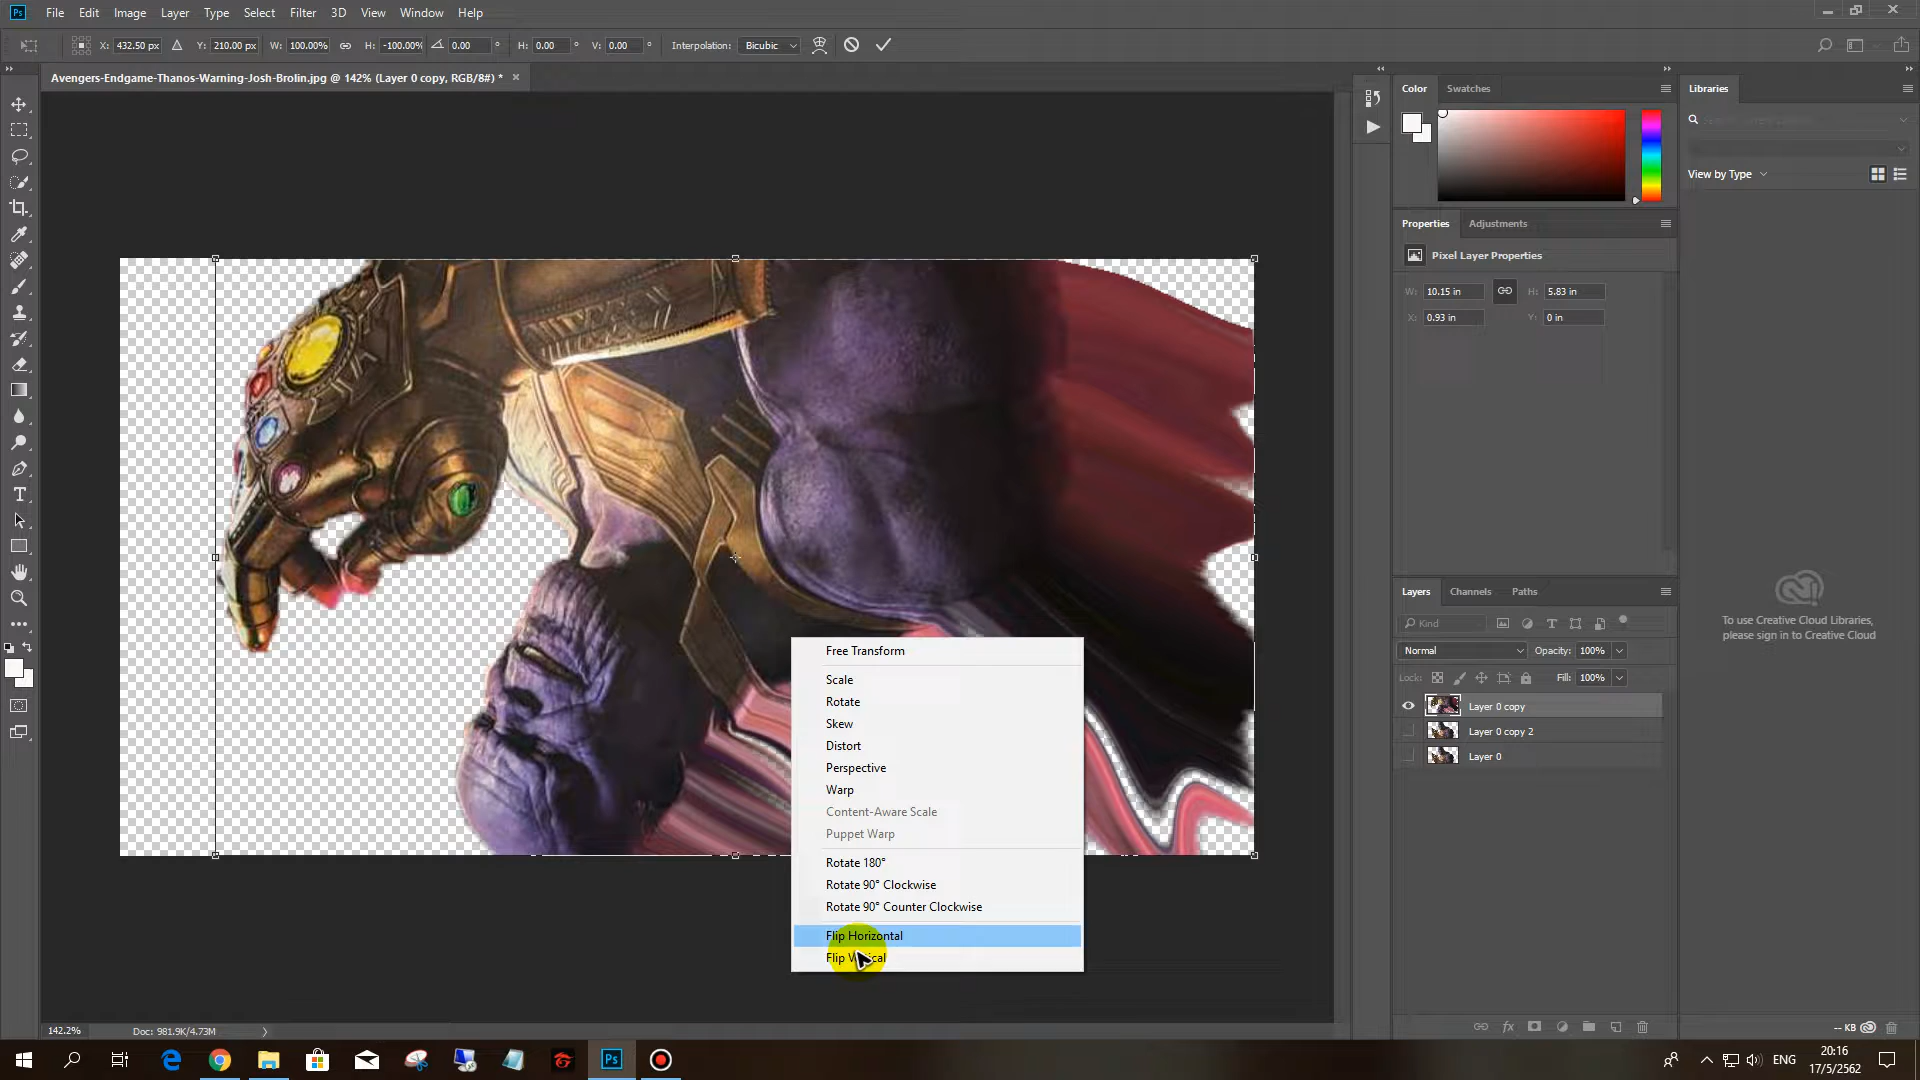 Ps File Edit Image Layer Type Select Filter 3D View Window Help
X: 432.50 px Y: 210.00 px W: 100.00% H: -100.00% 0.00 ° H: 0.00 ° V: 0.00 ° Interpolation: Bicubic
Avengers-Endgame-Thanos-Warning-Josh-Brolin.jpg @ 142% (Layer 0 copy, RGB/8#) * ×
Color Swatches
Libraries
View by Type
Properties Adjustments
Pixel Layer Properties
W: 10.15 in H: 5.83 in
X: 0.93 in Y: 0 in
Free Transform
Scale
Rotate
Skew
Distort
Perspective
Warp
Content-Aware Scale
Puppet Warp
Rotate 180°
Rotate 90° Clockwise
Rotate 90° Counter Clockwise
Flip Horizontal
Flip Vertical
Layers Channels Paths
Kind
Normal Opacity: 100%
Lock: Fill: 100%
Layer 0 copy
Layer 0 copy 2
Layer 0
To use Creative Cloud Libraries,
please sign in to Creative Cloud
fx
-- KB
142.2% Doc: 981.9K/4.73M
Ps
ENG
20:16
17/5/2562